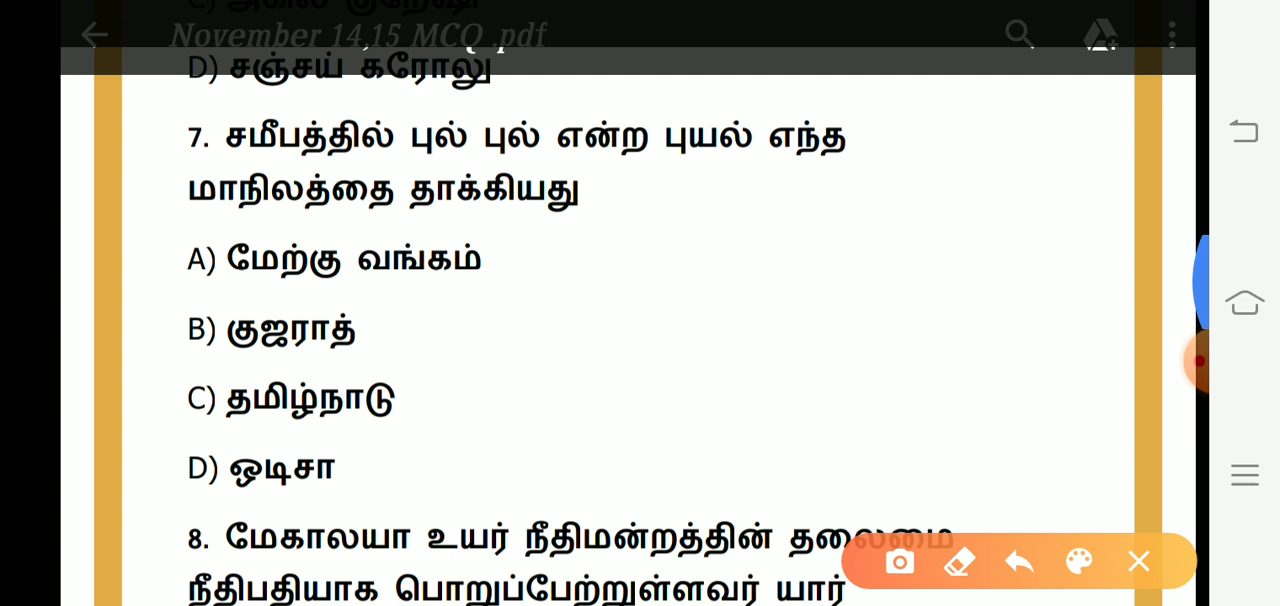 C) அகில் குரேஷி
November 14,15 MCQ .pdf
D) சஞ்சய் கரோலு
7. சமீபத்தில் புல் புல் என்ற புயல் எந்த
மாநிலத்தை தாக்கியது
A) மேற்கு வங்கம்
B) குஜராத்
C) தமிழ்நாடு
D) ஒடிசா
8. மேகாலயா உயர் நீதிமன்றத்தின் தலைமை
நீதிபதியாக பொறுப்பேற்றுள்ளவர் யார்